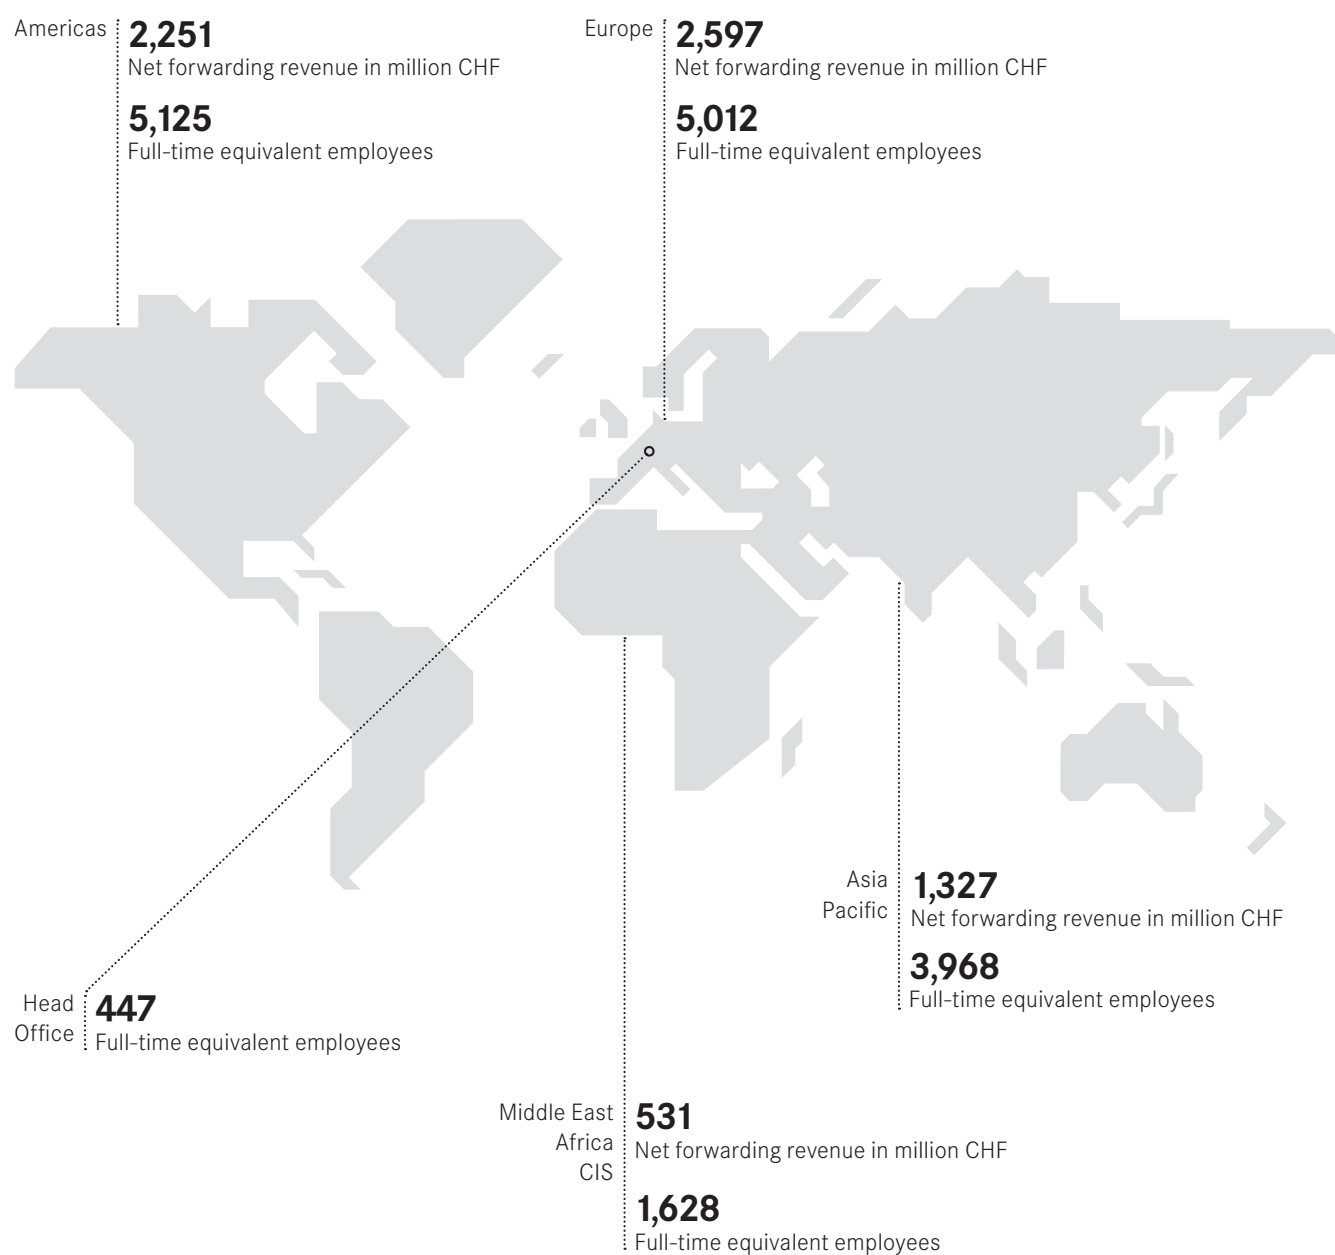 Americas
2,251
Net forwarding revenue in million CHF
5,125
Full-time equivalent employees
Europe
2,597
Net forwarding revenue in million CHF
5,012
Full-time equivalent employees
Asia
Pacific
1,327
Net forwarding revenue in million CHF
3,968
Full-time equivalent employees
Head
Office
447
Full-time equivalent employees
Middle East
Africa
CIS
531
Net forwarding revenue in million CHF
1,628
Full-time equivalent employees